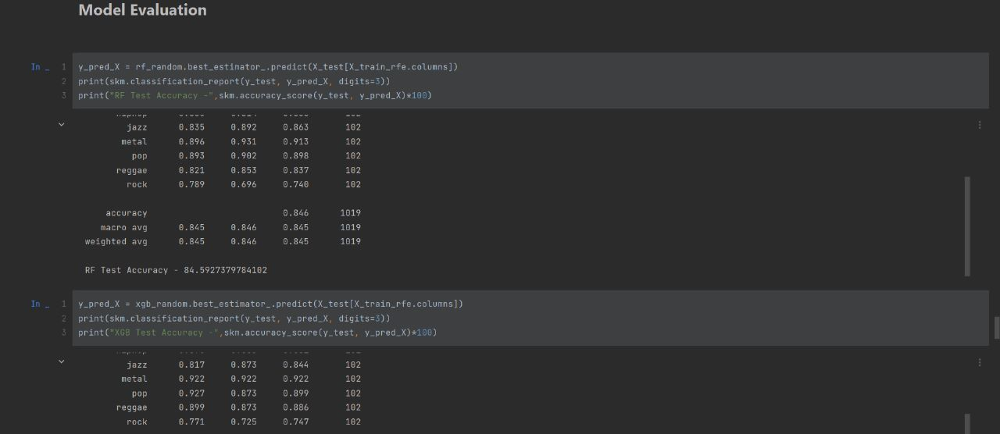 Model Evaluation
In _ 1 y_pred_X = rf_random.best_estimator_.predict(X_test[X_train_rfe.columns])
2 print(skm.classification_report(y_test, y_pred_X, digits=3))
3 print("RF Test Accuracy -",skm.accuracy_score(y_test, y_pred_X)*100)
jazz 0.835 0.892 0.863 102
metal 0.896 0.931 0.913 102
pop 0.893 0.902 0.898 102
reggae 0.821 0.853 0.837 102
rock 0.789 0.696 0.740 102
accuracy 0.846 1019
macro avg 0.845 0.846 0.845 1019
weighted avg 0.845 0.846 0.845 1019
RF Test Accuracy - 84.5927379784102
In _ 1 y_pred_X = xgb_random.best_estimator_.predict(X_test[X_train_rfe.columns])
2 print(skm.classification_report(y_test, y_pred_X, digits=3))
3 print("XGB Test Accuracy -",skm.accuracy_score(y_test, y_pred_X)*100)
jazz 0.817 0.873 0.844 102
metal 0.922 0.922 0.922 102
pop 0.927 0.873 0.899 102
reggae 0.899 0.873 0.886 102
rock 0.771 0.725 0.747 102